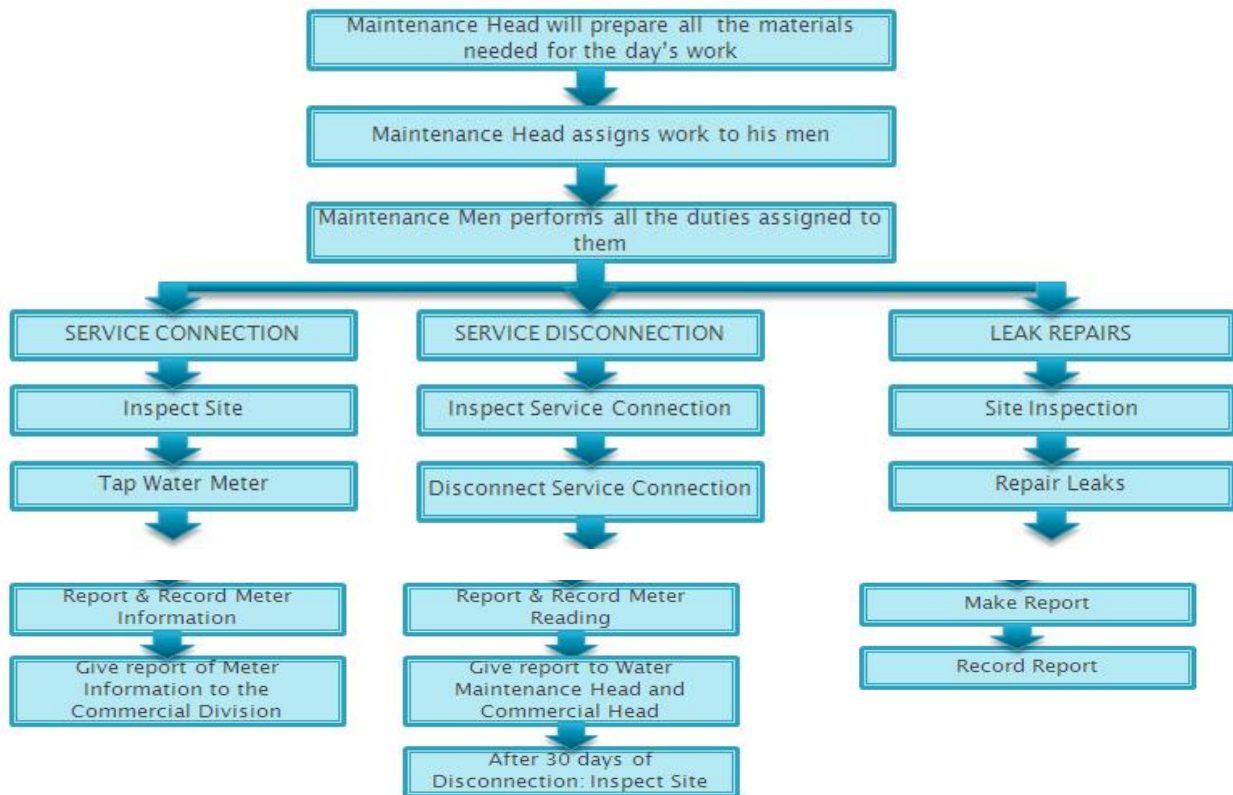 Maintenance Head will prepare all the materials
needed for the day's work
Maintenance Head assigns work to his men
Maintenance Men performs all the duties assigned to
them
SERVICE CONNECTION
Inspect Site
Tap Water Meter
Report & Record Meter
Information
Give report of Meter
Information to the
Commercial Division
SERVICE DISCONNECTION
Inspect Service Connection
Disconnect Service Connection
Report & Record Meter
Reading
Give report to Water
Maintenance Head and
Commercial Head
After 30 days of
Disconnection: Inspect Site
LEAK REPAIRS
Site Inspection
Repair Leaks
Make Report
Record Report